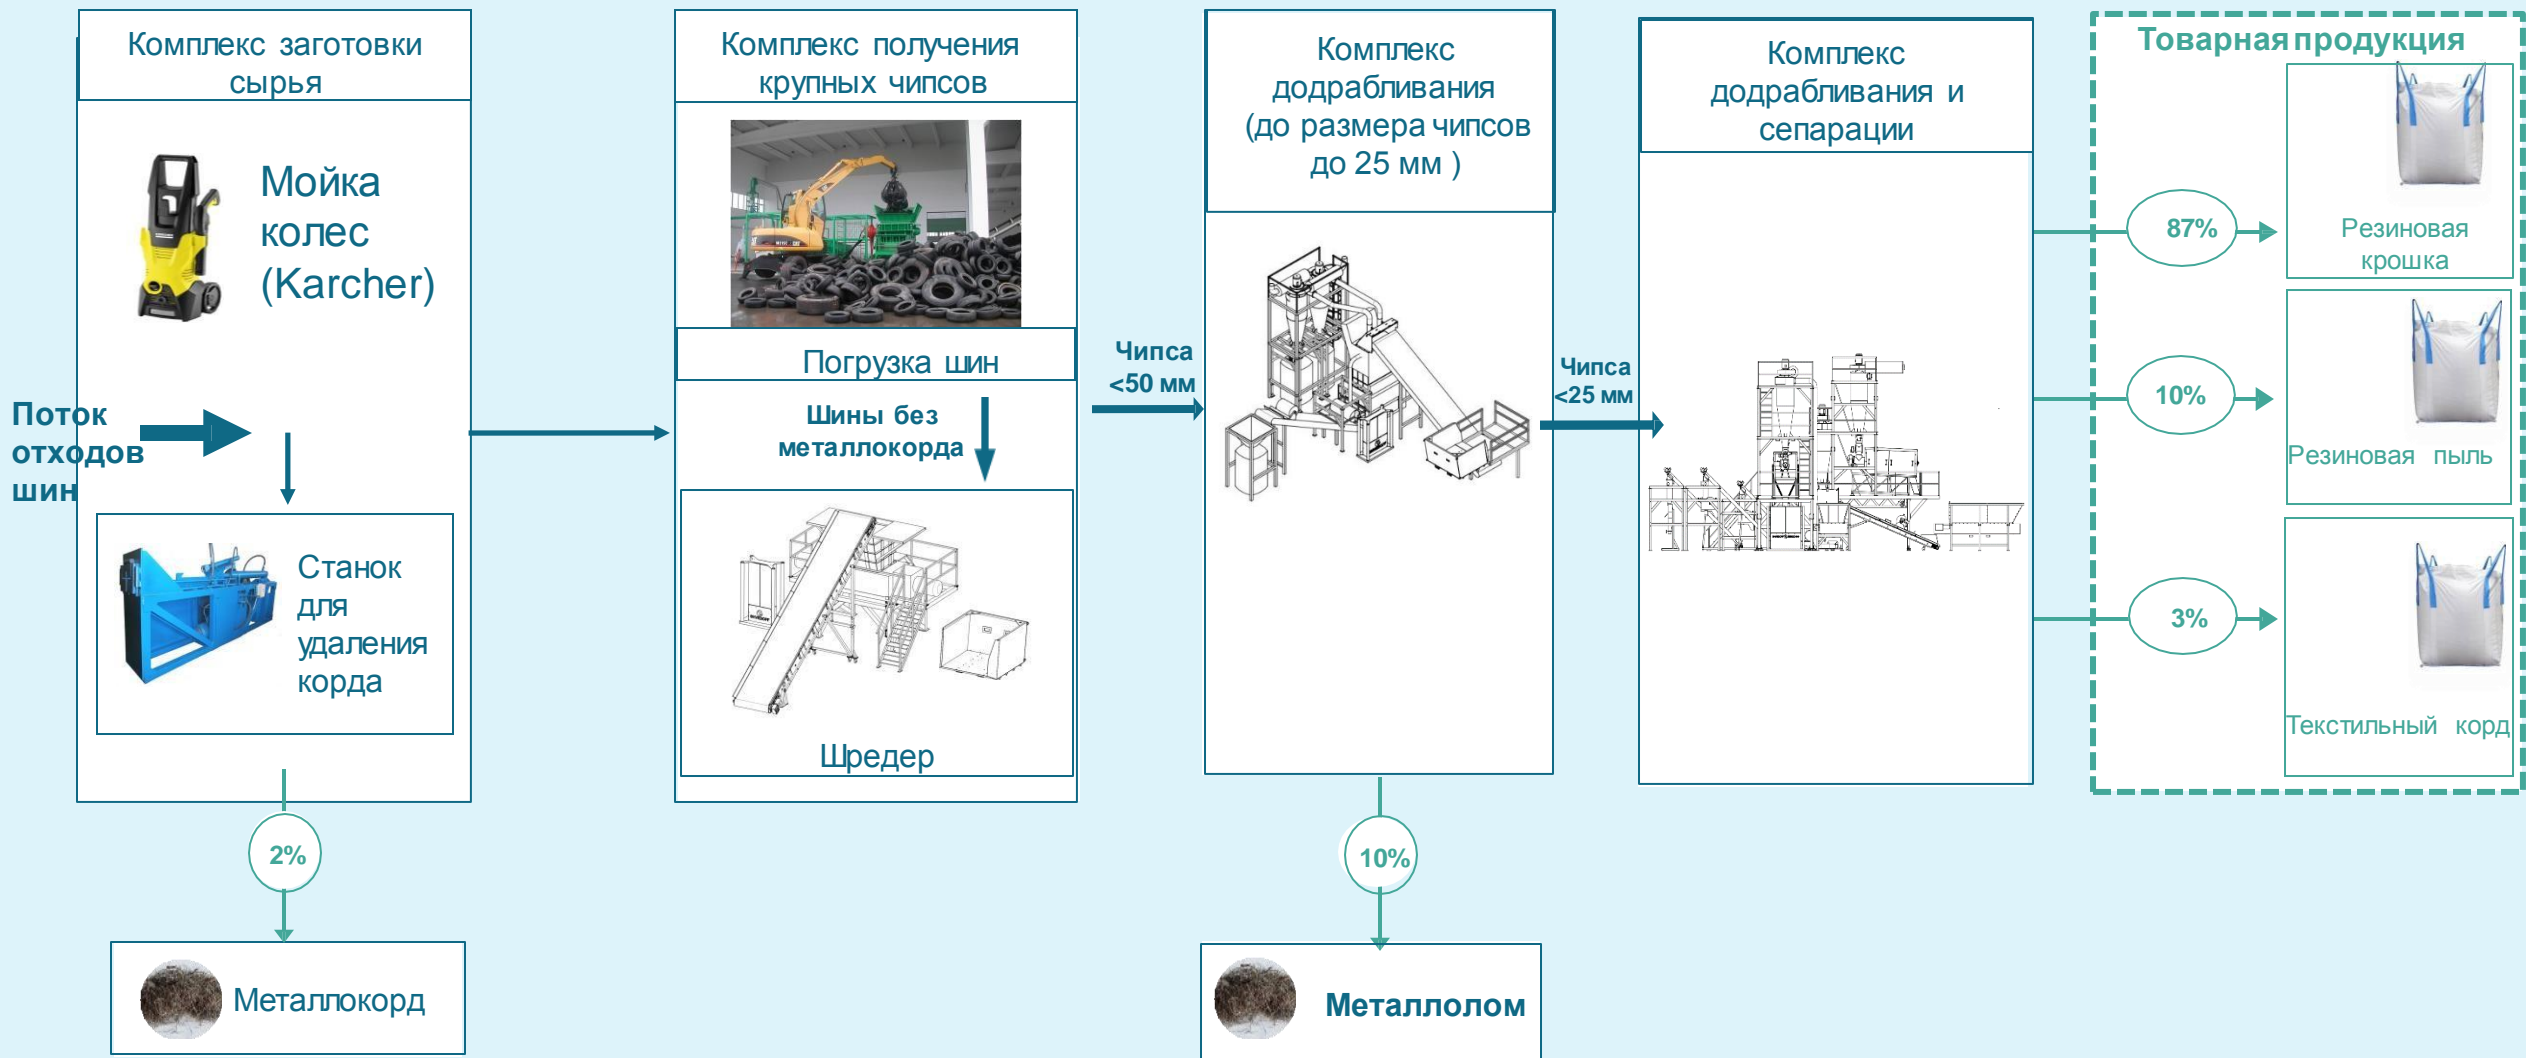 Комплекс заготовки
сырья
Мойка
колес
(Karcher)
Поток
отходов
шин
Станок
для
удаления
корда
2%
Металлокорд
Комплекс получения
крупных чипсов
Погрузка шин
Шины без
металлокорда
Шредер
Чипса
<50 мм
Комплекс
додрабливания
(до размера чипсов
до 25 мм )
10%
Металлолом
Чипса
<25 мм
Комплекс
додрабливания и
сепарации
Товарная продукция
87%
Резиновая
крошка
10%
Резиновая пыль
3%
Текстильный корд